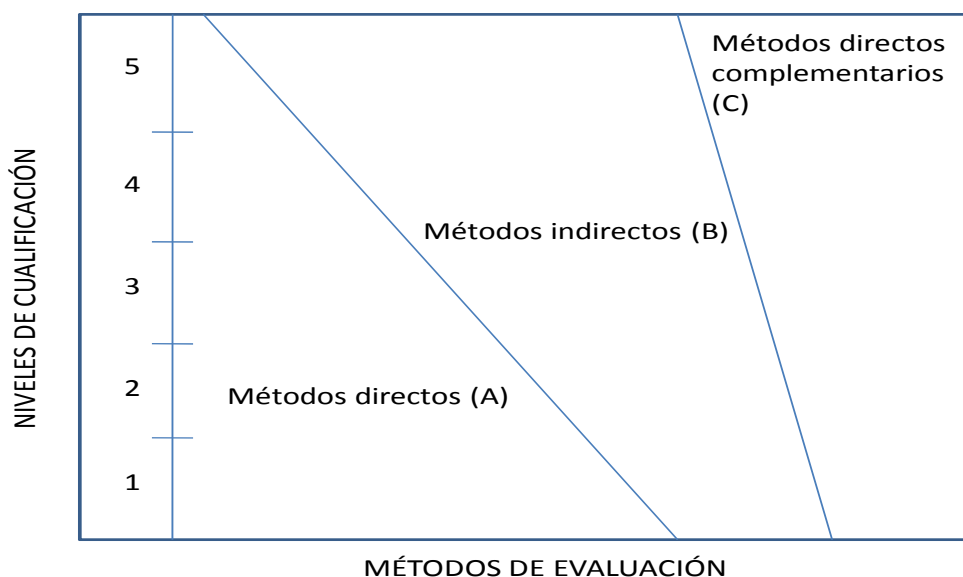 NIVELES DE CUALIFICACIÓN
5
4
3
2
1
Métodos directos
complementarios
(C)
Métodos indirectos (B)
Métodos directos (A)
MÉTODOS DE EVALUACIÓN